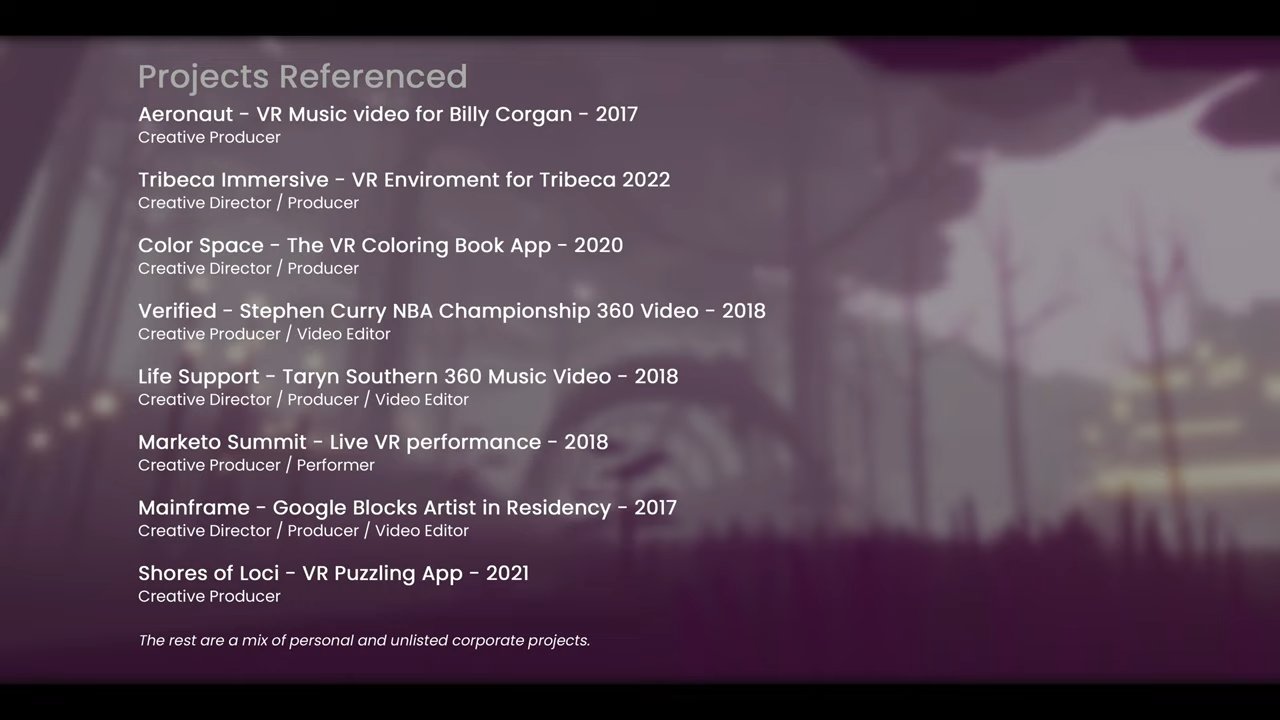 Projects Referenced
Aeronaut - VR Music video for Billy Corgan - 2017
Creative Producer
Tribeca Immersive - VR Enviroment for Tribeca 2022
Creative Director / Producer
Color Space - The VR Coloring Book App - 2020
Creative Director / Producer
Verified - Stephen Curry NBA Championship 360 Video - 2018
Creative Producer / Video Editor
Life Support - Taryn Southern 360 Music Video - 2018
Creative Director / Producer / Video Editor
Marketo Summit - Live VR performance - 2018
Creative Producer / Performer
Mainframe - Google Blocks Artist in Residency - 2017
Creative Director / Producer / Video Editor
Shores of Loci - VR Puzzling App - 2021
Creative Producer
The rest are a mix of personal and unlisted corporate projects.